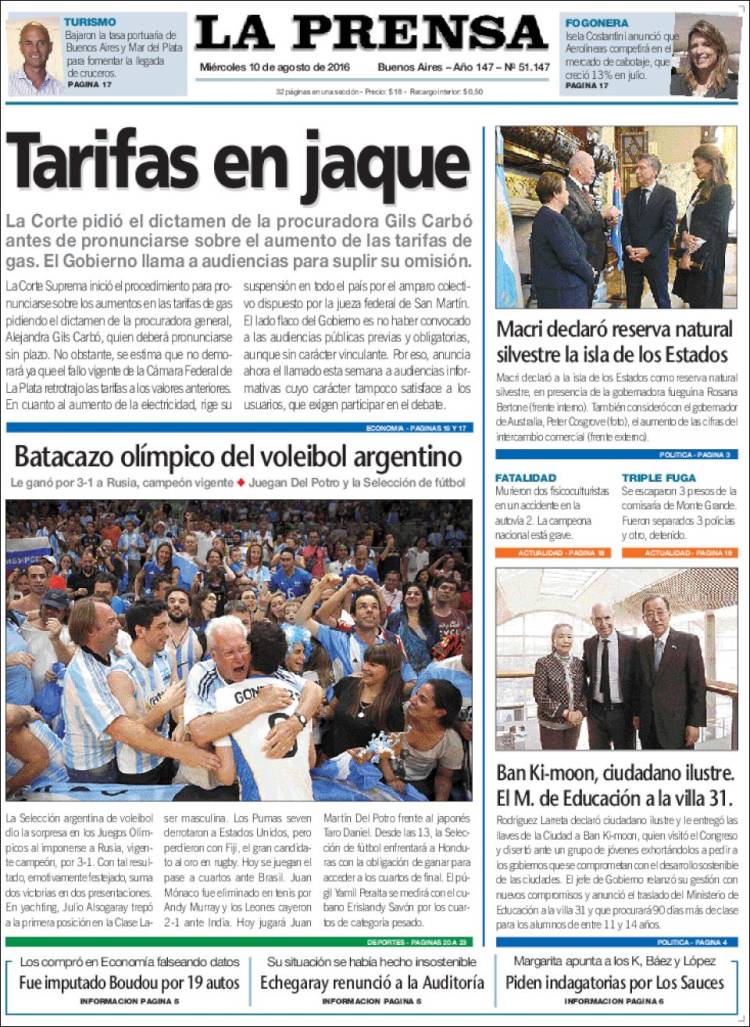 TURISMO
Bajaron la tasa portuaria de
Buenos Aires y Mar del Plata
para fomentar la llegada
de cruceros.
PAGINA 17
LA PRENSA
Miércoles 10 de agosto de 2016 Buenos Aires – Año 147 – Nº 51.147
32 páginas en una sección - Precio: $ 18 - Recargo interior: $ 0,50
FOGONERA
Isela Costantini anunció que
Aerolíneas competirá en el
mercado de cabotaje, que
creció 13% en julio.
PAGINA 17
Tarifas en jaque
La Corte pidió el dictamen de la procuradora Gils Carbó
antes de pronunciarse sobre el aumento de las tarifas de
gas. El Gobierno llama a audiencias para suplir su omisión.
La Corte Suprema inició el procedimiento para pro-
nunciarse sobre los aumentos en las tarifas de gas
pidiendo el dictamen de la procuradora general,
Alejandra Gils Carbó, quien deberá pronunciarse
sin plazo. No obstante, se estima que no demo-
rará ya que el fallo vigente de la Cámara Federal de
La Plata retrotrajo las tarifas a los valores anteriores.
En cuanto al aumento de la electricidad, rige su
suspensión en todo el país por el amparo colecti-
vo dispuesto por la jueza federal de San Martín.
El lado flaco del Gobierno es no haber convocado
a las audiencias públicas previas y obligatorias,
aunque sin carácter vinculante. Por eso, anuncia
ahora el llamado esta semana a audiencias infor-
mativas cuyo carácter tampoco satisface a los
usuarios, que exigen participar en el debate.
ECONOMIA - PAGINAS 16 Y 17
Batacazo olímpico del voleibol argentino
Le ganó por 3-1 a Rusia, campeón vigente ◆ Juegan Del Potro y la Selección de fútbol
GONZ
La Selección argentina de voleibol
dio la sorpresa en los Juegos Olím-
picos al imponerse a Rusia, vigen-
te campeón, por 3-1. Con tal resul-
tado, emotivamente festejado, suma
dos victorias en dos presentaciones.
En yachting, Julio Alsogaray trepó
a la primera posición en la Clase La-
ser masculina. Los Pumas seven
derrotaron a Estados Unidos, pero
perdieron con Fiji, el gran candida-
to al oro en rugby. Hoy se juegan el
pase a cuartos ante Brasil. Juan
Mónaco fue eliminado en tenis por
Andy Murray y los Leones cayeron
2-1 ante India. Hoy jugará Juan
Martín Del Potro frente al japonés
Taro Daniel. Desde las 13, la Selec-
ción de fútbol enfrentará a Hondu-
ras con la obligación de ganar para
acceder a los cuartos de final. El pú-
gil Yamil Peralta se medirá con el cu-
bano Erislandy Savón por los cuar-
tos de categoría pesado.
DEPORTES - PAGINAS 20 A 23
Macri declaró reserva natural
silvestre la isla de los Estados
Macri declaró a la isla de los Estados como reserva natural
silvestre, en presencia de la gobernadora fueguina Rosana
Bertone (frente interno). También consideró con el gobernador
de Australia, Peter Cosgrove (foto), el aumento de las cifras del
intercambio comercial (frente externo).
POLITICA - PAGINA 3
FATALIDAD
Murieron dos fisicoculturistas
en un accidente en la
autovía 2. La campeona
nacional está grave.
ACTUALIDAD - PAGINA 18
TRIPLE FUGA
Se escaparon 3 presos de la
comisaría de Monte Grande.
Fueron separados 3 policías
y otro, detenido.
ACTUALIDAD - PAGINA 19
Ban Ki-moon, ciudadano ilustre.
El M. de Educación a la villa 31.
Rodríguez Larreta declaró ciudadano ilustre y le entregó las
llaves de la Ciudad a Ban Ki-moon, quien visitó el Congreso
y disertó ante un grupo de jóvenes exhortándolos a pedir a
los gobiernos que se comprometan con el desarrollo sostenible
de las ciudades. El jefe de Gobierno relanzó su gestión con
nuevos compromisos y anunció el traslado del Ministerio de
Educación a la villa 31 y que procurará 90 días más de clase
para los alumnos de entre 11 y 14 años.
POLITICA - PAGINA 4
Los compró en Economía falseando datos
Fue imputado Boudou por 19 autos
INFORMACION PAGINA 5
Su situación se había hecho insostenible
Echegaray renunció a la Auditoría
INFORMACION PAGINA 5
Margarita apunta a los K, Báez y López
Piden indagatorias por Los Sauces
INFORMACION PAGINA 6